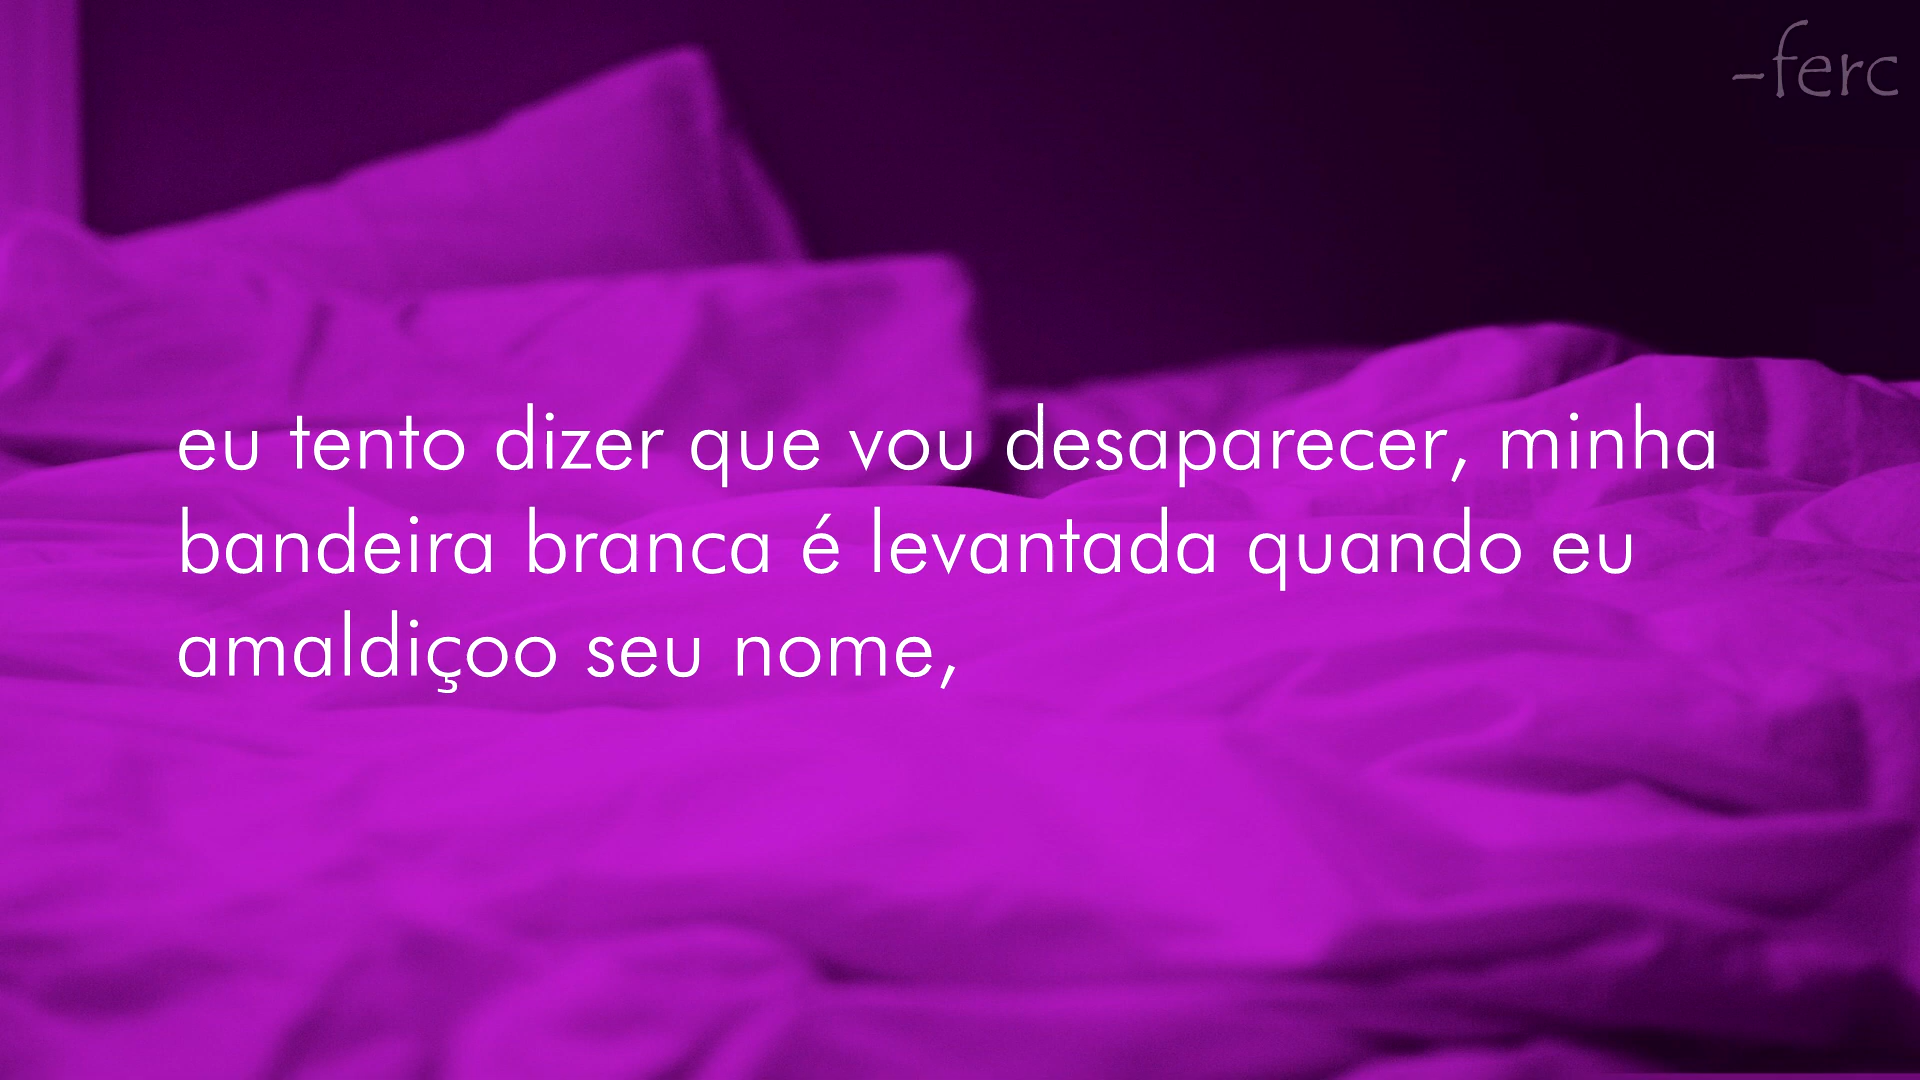 -ferc
eu tento dizer que vou desaparecer, minha
bandeira branca é levantada quando eu
amaldiçoo seu nome,